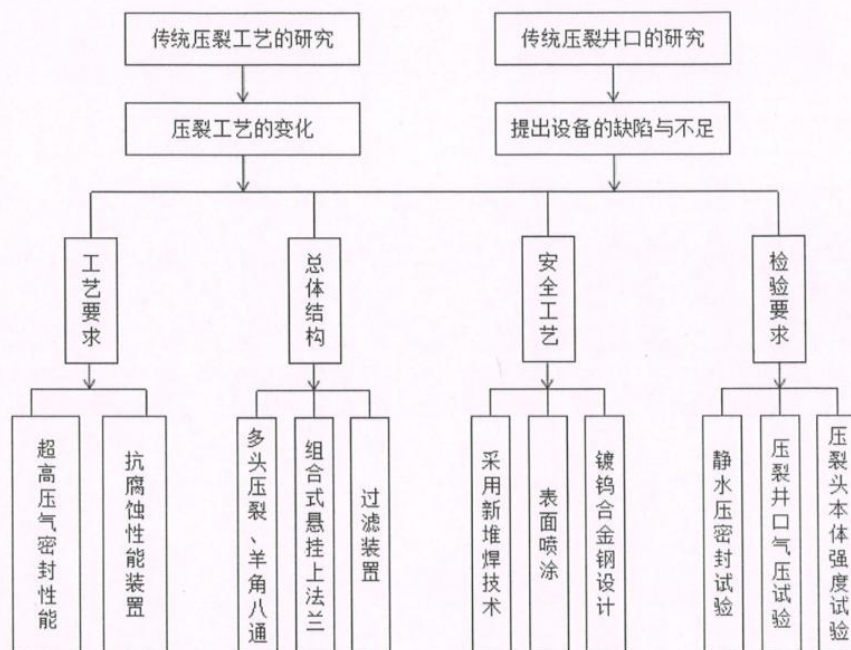 传统压裂工艺的研究
传统压裂井口的研究
压裂工艺的变化
提出设备的缺陷与不足
工艺要求
总体结构
安全工艺
检验要求
超高压气密封性能
抗腐蚀性能装置
多头压裂、羊角八通
组合式悬挂上法兰
过滤装置
采用新堆焊技术
表面喷涂
镀钨合金钢设计
静水压密封试验
压裂井口气压试验
压裂头本体强度试验